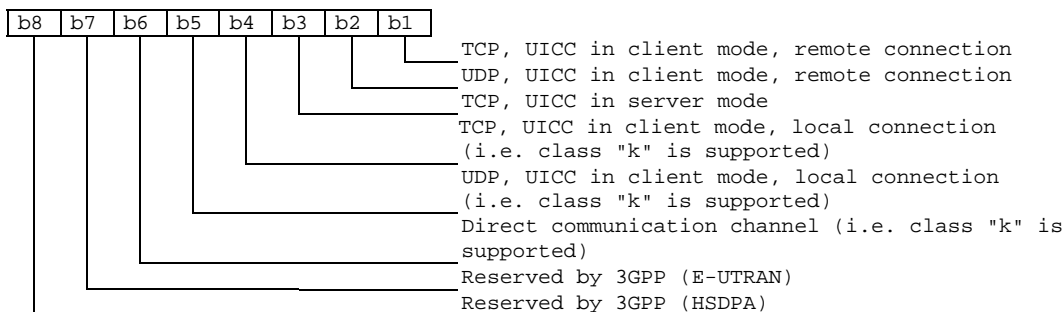 b8 b7 b6 b5 b4 b3 b2 b1
TCP, UICC in client mode, remote connection
UDP, UICC in client mode, remote connection
TCP, UICC in server mode
TCP, UICC in client mode, local connection
(i.e. class "k" is supported)
UDP, UICC in client mode, local connection
(i.e. class "k" is supported)
Direct communication channel (i.e. class "k" is
supported)
Reserved by 3GPP (E-UTRAN)
Reserved by 3GPP (HSDPA)